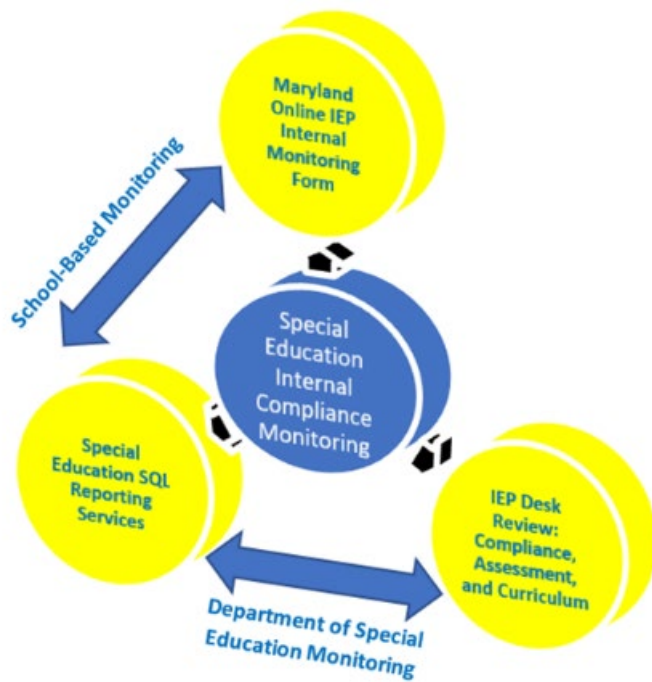 Maryland
Online IEP
Internal
Monitoring
Form
School-Based Monitoring
Special
Education
Internal
Compliance
Monitoring
Special
Education SQL
Reporting
Services
IEP Desk
Review:
Compliance,
Assessment,
and Curriculum
Department of Special
Education Monitoring